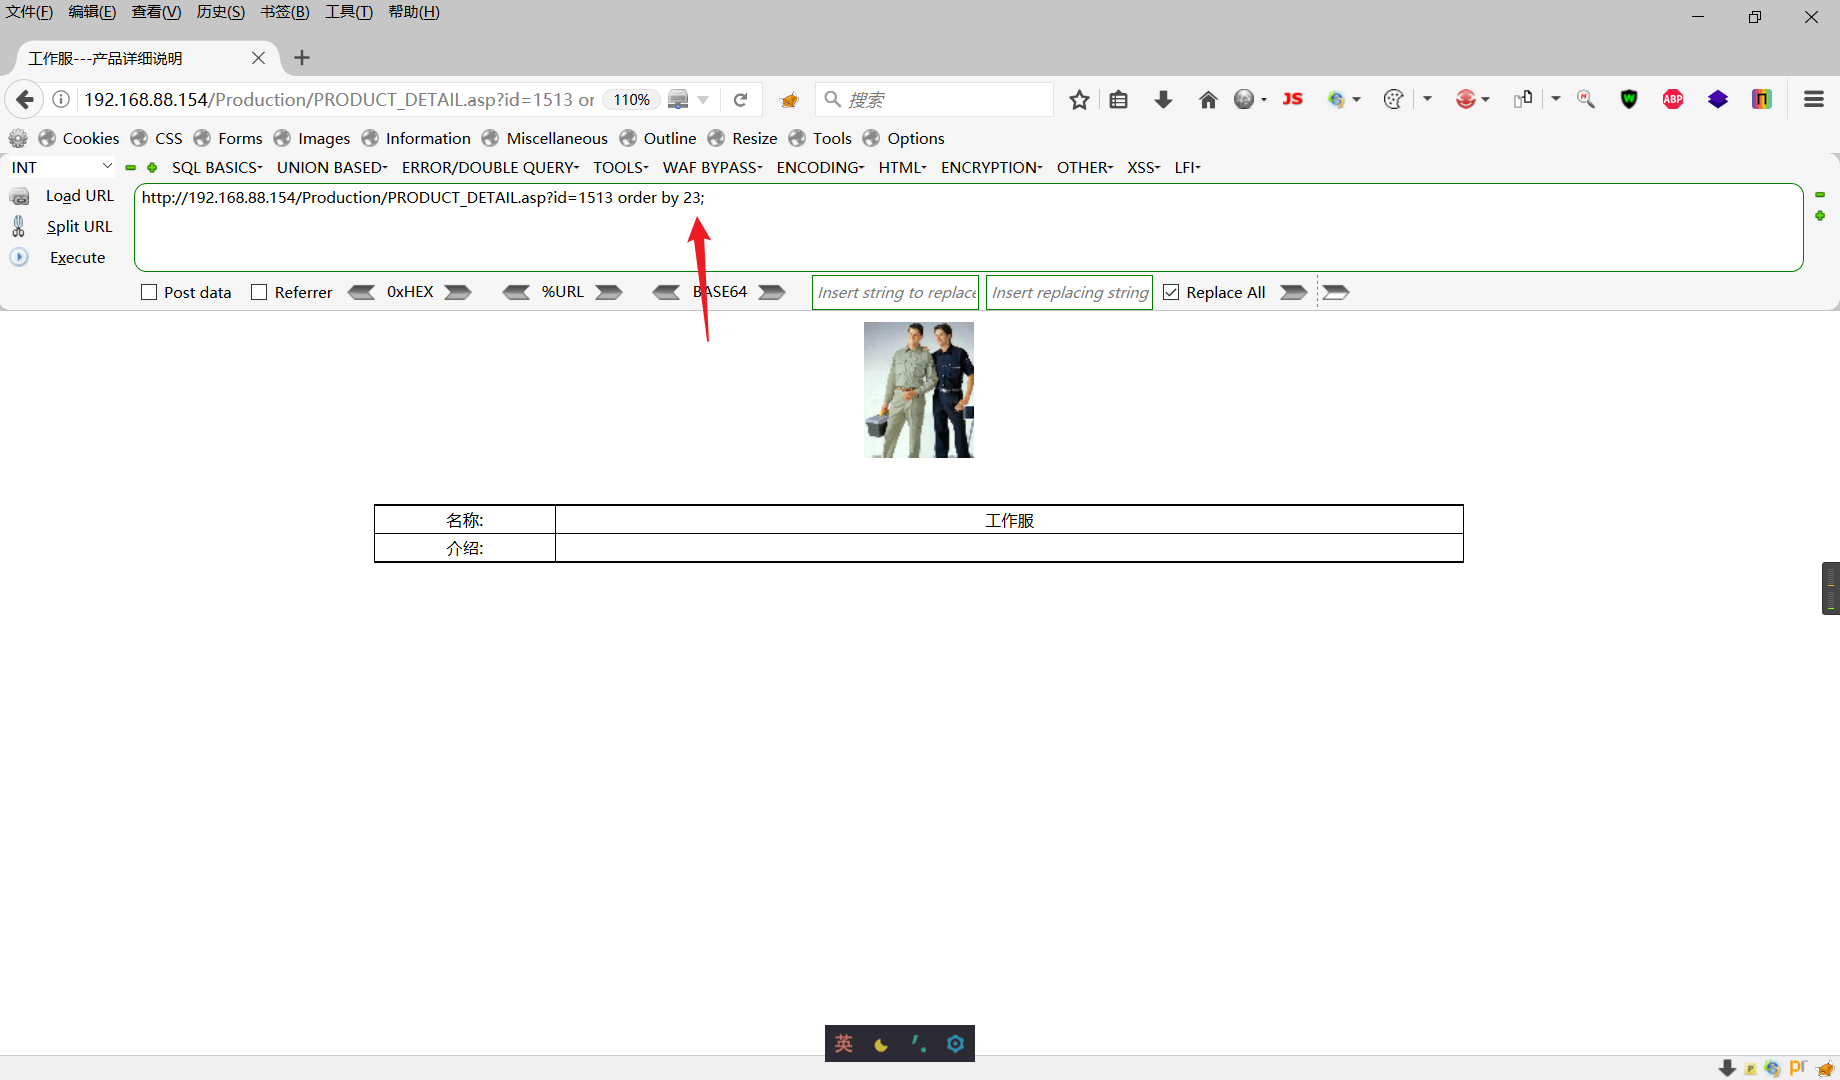 文件(F) 编辑(E) 查看(V) 历史(S) 书签(B) 工具(T) 帮助(H)
工作服---产品详细说明
192.168.88.154/Production/PRODUCT_DETAIL.asp?id=1513 or 110% 搜索 JS ABP
Cookies CSS Forms Images Information Miscellaneous Outline Resize Tools Options
INT SQL BASICS UNION BASED ERROR/DOUBLE QUERY TOOLS WAF BYPASS ENCODING HTML ENCRYPTION OTHER XSS LFI
Load URL
http://192.168.88.154/Production/PRODUCT_DETAIL.asp?id=1513 order by 23;
Split URL
Execute
Post data Referrer 0xHEX %URL BASE64 Insert string to replace Insert replacing string Replace All
名称: 工作服
介绍:
英
pr